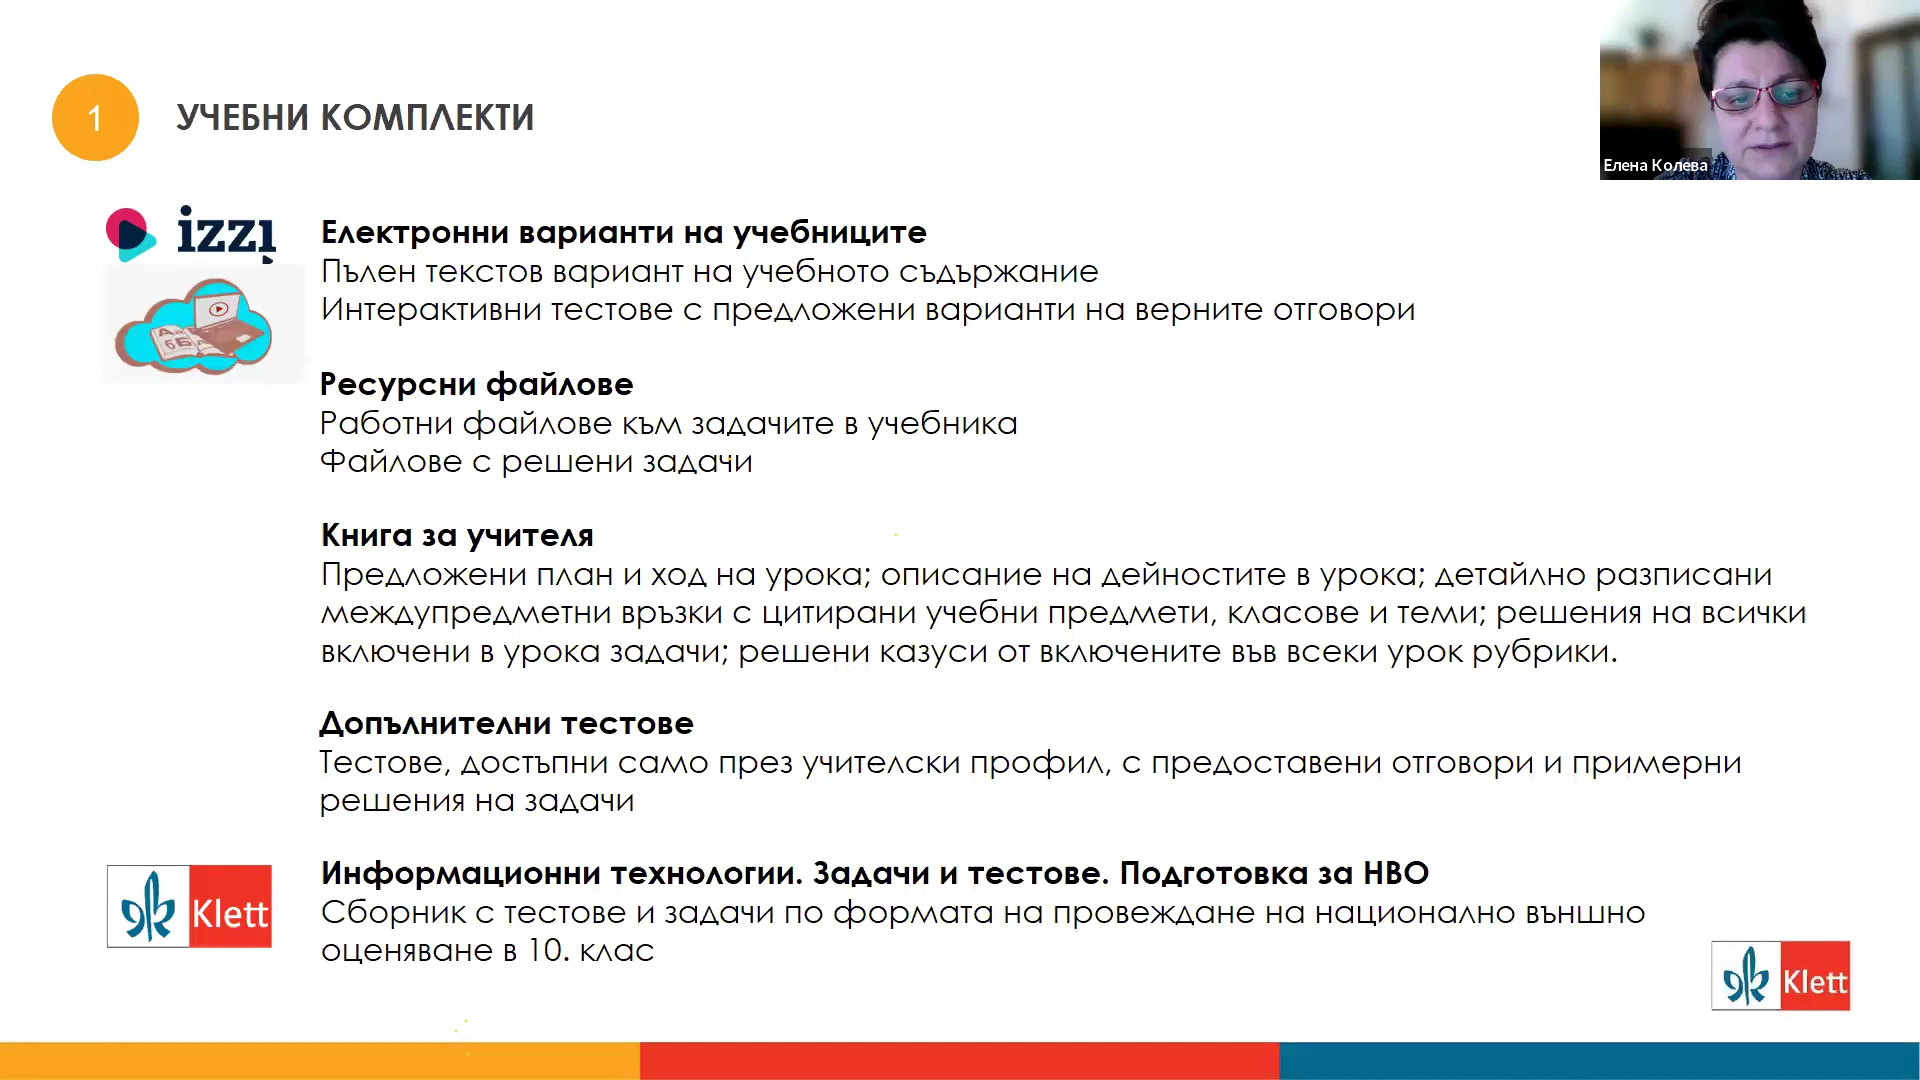 1
УЧЕБНИ КОМПЛЕКТИ
Елена Колева
izzi
Електронни варианти на учебниците
Пълен текстов вариант на учебното съдържание
Интерактивни тестове с предложени варианти на верните отговори
Ресурсни файлове
Работни файлове към задачите в учебника
Файлове с решени задачи
Книга за учителя
Предложени план и ход на урока; описание на дейностите в урока; детайлно разписани
междупредметни връзки с цитирани учебни предмети, класове и теми; решения на всички
включени в урока задачи; решени казуси от включените във всеки урок рубрики.
Допълнителни тестове
Тестове, достъпни само през учителски профил, с предоставени отговори и примерни
решения на задачи
Klett
Информационни технологии. Задачи и тестове. Подготовка за НВО
Сборник с тестове и задачи по формата на провеждане на национално външно
оценяване в 10. клас
Klett